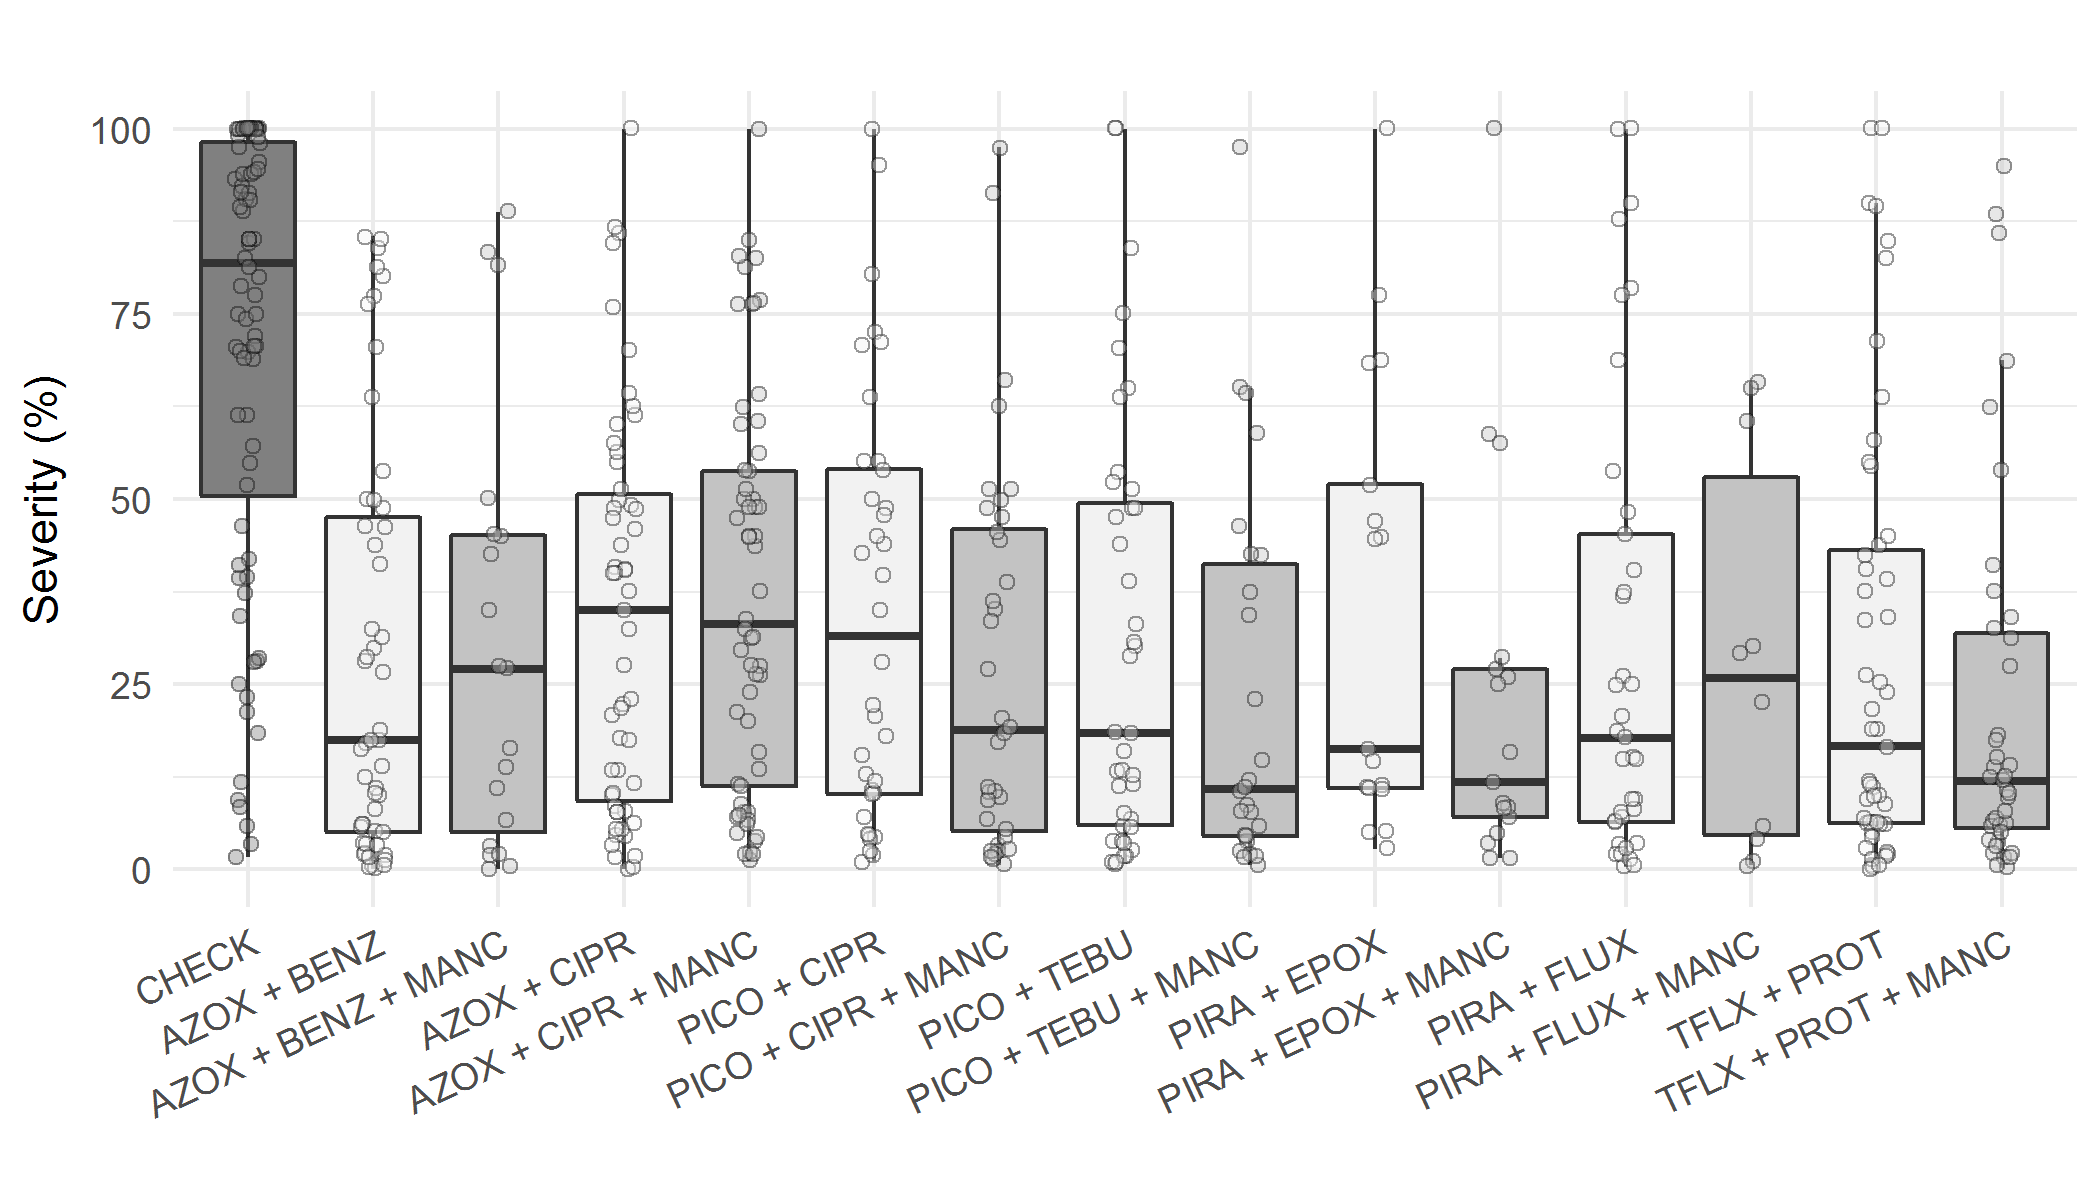 Severity (%)
100
75
50
25
0
CHECK
AZOX + BENZ
AZOX + BENZ + MANC
AZOX + CIPR
AZOX + CIPR + MANC
PICO + CIPR
PICO + CIPR + MANC
PICO + TEBU
PICO + TEBU + MANC
PIRA + EPOX
PIRA + EPOX + MANC
PIRA + FLUX
PIRA + FLUX + MANC
TFLX + PROT
TFLX + PROT + MANC